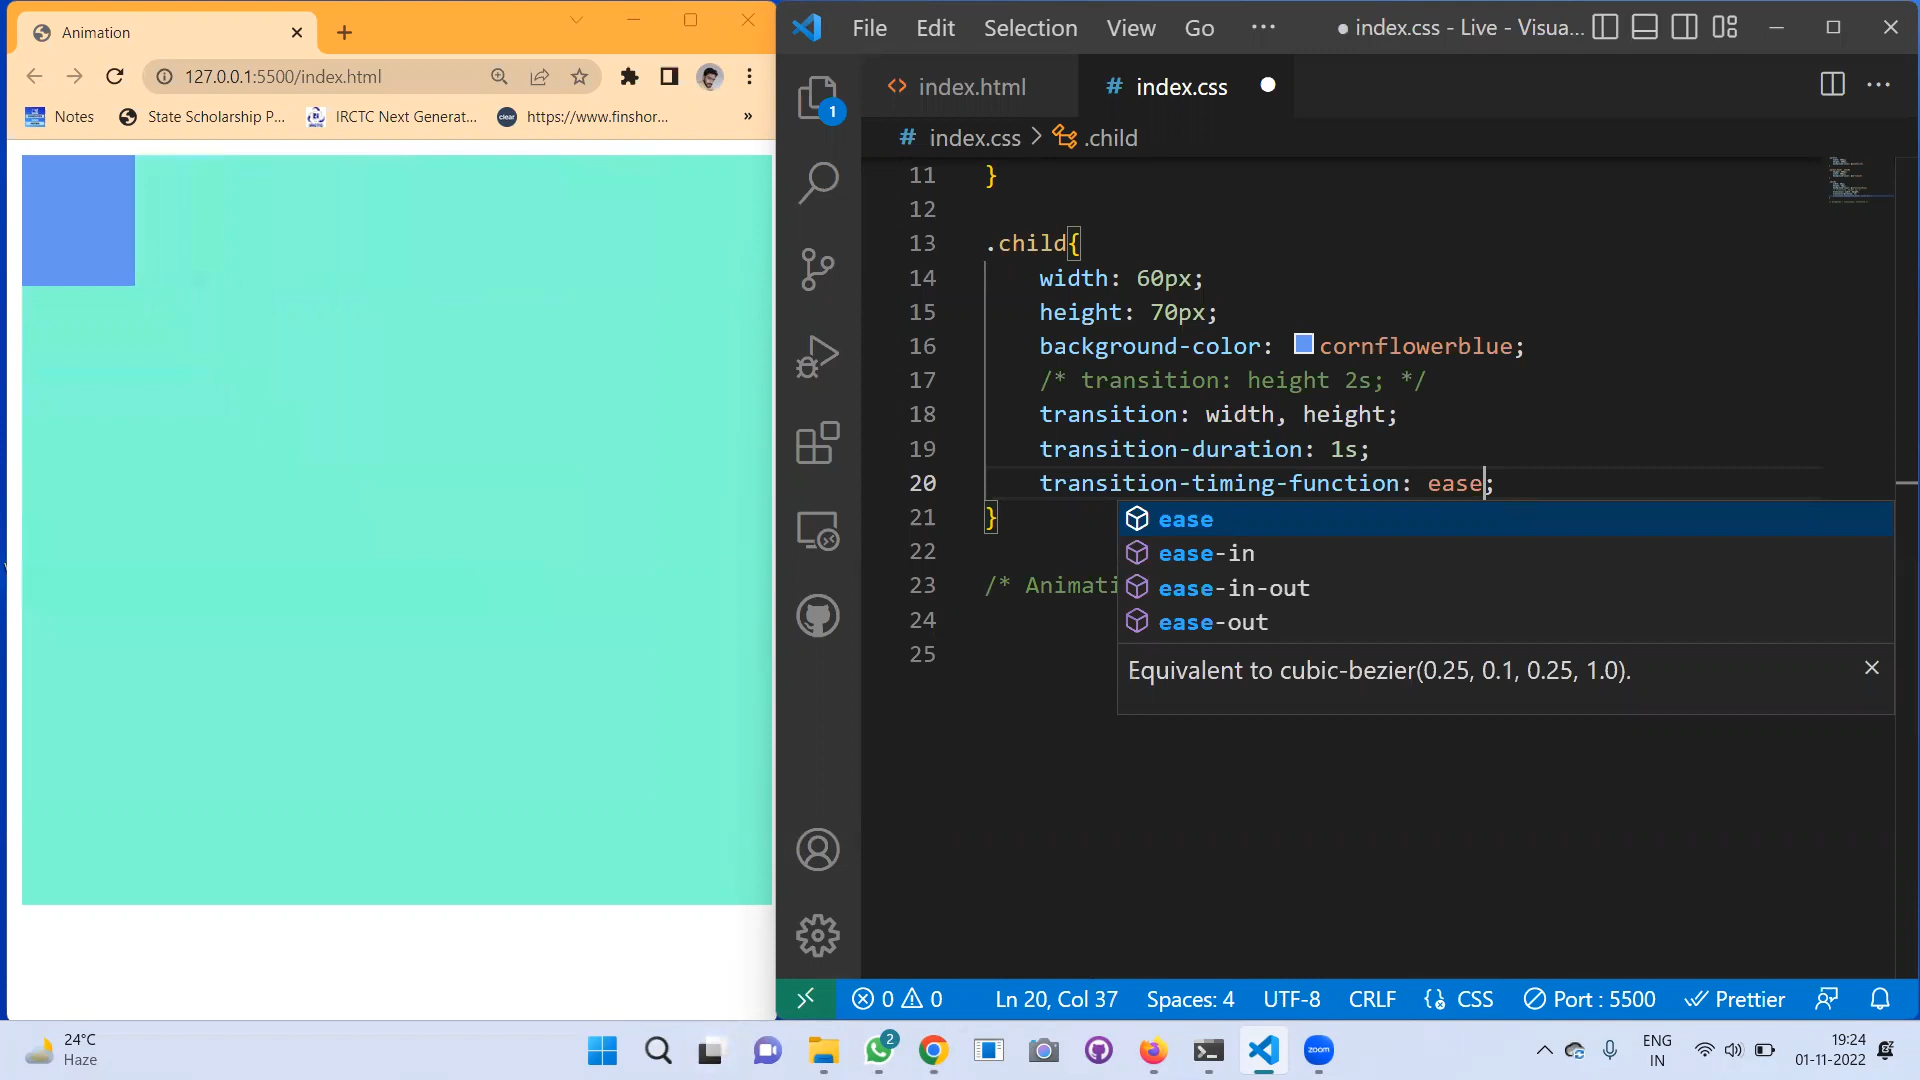 Animation
127.0.0.1:5500/index.html
Notes
State Scholarship P...
IRCTC Next Generat...
clear
https://www.finshor...
»
File Edit Selection View Go ···
● index.css - Live - Visua...
index.html
# index.css
# index.css > .child
1
11 }
12
13 .child{
14 width: 60px;
15 height: 70px;
16 background-color: cornflowerblue;
17 /* transition: height 2s; */
18 transition: width, height;
19 transition-duration: 1s;
20 transition-timing-function: ease;
21 }
22
23 /* Animati
24
25
ease
ease-in
ease-in-out
ease-out
Equivalent to cubic-bezier(0.25, 0.1, 0.25, 1.0).
0 0 Ln 20, Col 37 Spaces: 4 UTF-8 CRLF CSS Port : 5500 Prettier
24°C
Haze
2
zoom
ENG
IN
19:24
01-11-2022